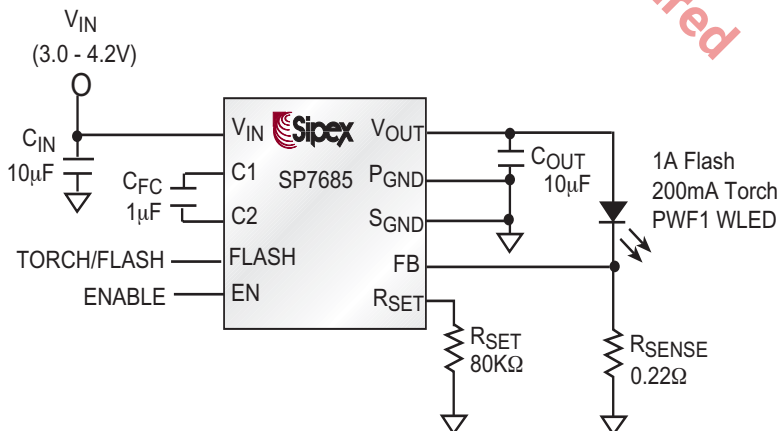 ired
VIN
(3.0 - 4.2V)
CIN
10µF
CFC
1µF
TORCH/FLASH
ENABLE
VIN
C1
C2
FLASH
EN
Sipex
SP7685
VOUT
PGND
SGND
FB
RSET
COUT
10µF
1A Flash
200mA Torch
PWF1 WLED
RSET
80KΩ
RSENSE
0.22Ω